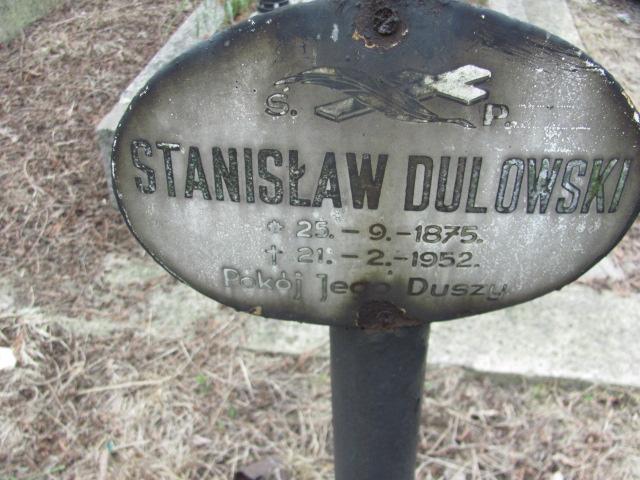 Ś. P.
STANISŁAW DULOWSKI
* 25.-9.-1875.
† 21.-2.-1952.
Pokój Jego Duszy